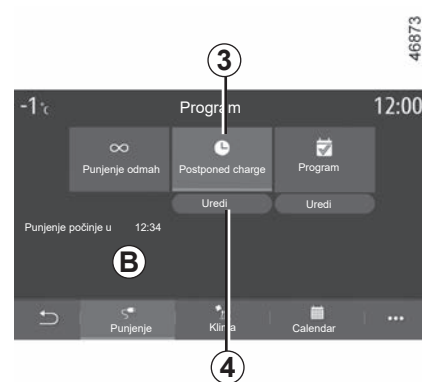 46873
3
-1°C Program 12:00
Punjenje odmah Postponed charge Program
Uredi Uredi
Punjenje počinje u 12:34
B
Punjenje Klima Calendar
4